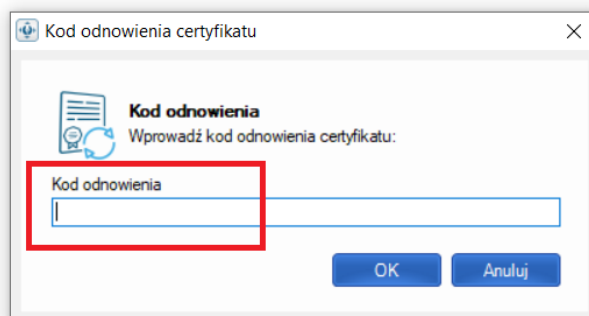 Kod odnowienia certyfikatu
Kod odnowienia
Wprowadź kod odnowienia certyfikatu:
Kod odnowienia
OK
Anuluj